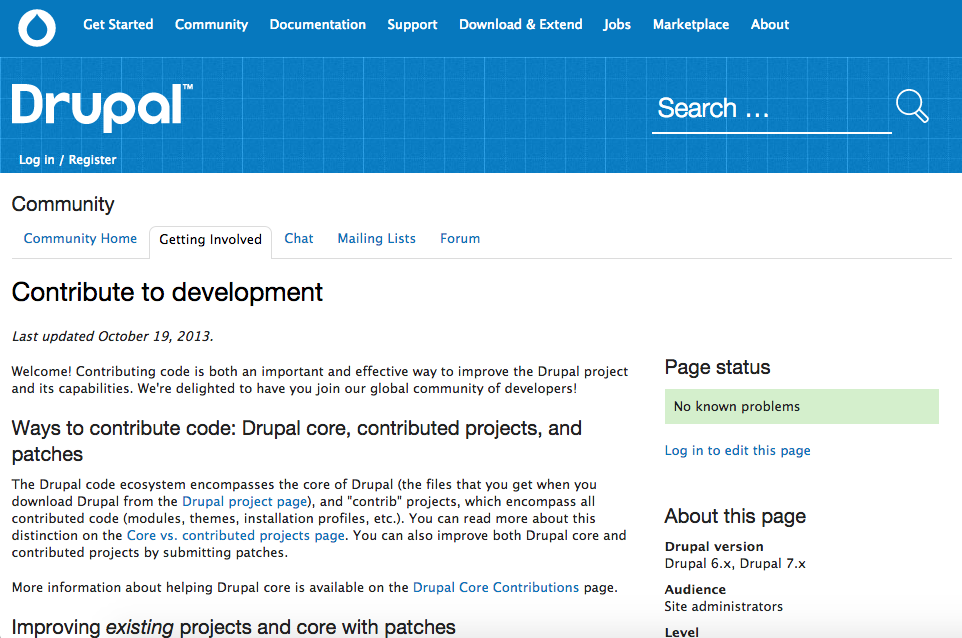 Get Started Community Documentation Support Download & Extend Jobs Marketplace About
Drupal™
Search ...
Log in / Register
Community
Community Home Getting Involved Chat Mailing Lists Forum
Contribute to development
Last updated October 19, 2013.
Welcome! Contributing code is both an important and effective way to improve the Drupal project
and its capabilities. We're delighted to have you join our global community of developers!
Ways to contribute code: Drupal core, contributed projects, and
patches
The Drupal code ecosystem encompasses the core of Drupal (the files that you get when you
download Drupal from the Drupal project page), and "contrib" projects, which encompass all
contributed code (modules, themes, installation profiles, etc.). You can read more about this
distinction on the Core vs. contributed projects page. You can also improve both Drupal core and
contributed projects by submitting patches.
More information about helping Drupal core is available on the Drupal Core Contributions page.
Improving existing projects and core with patches
Page status
No known problems
Log in to edit this page
About this page
Drupal version
Drupal 6.x, Drupal 7.x
Audience
Site administrators
Level